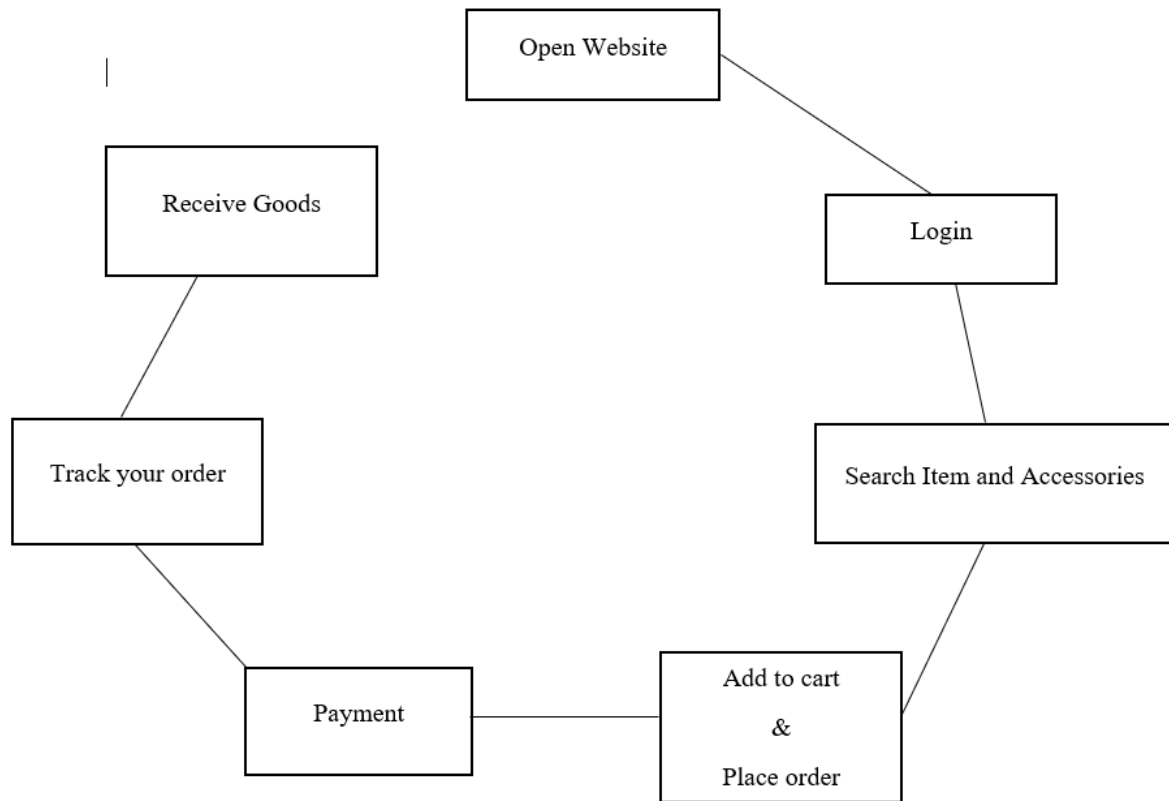 Open Website
Receive Goods
Login
Track your order
Search Item and Accessories
Payment
Add to cart
&
Place order